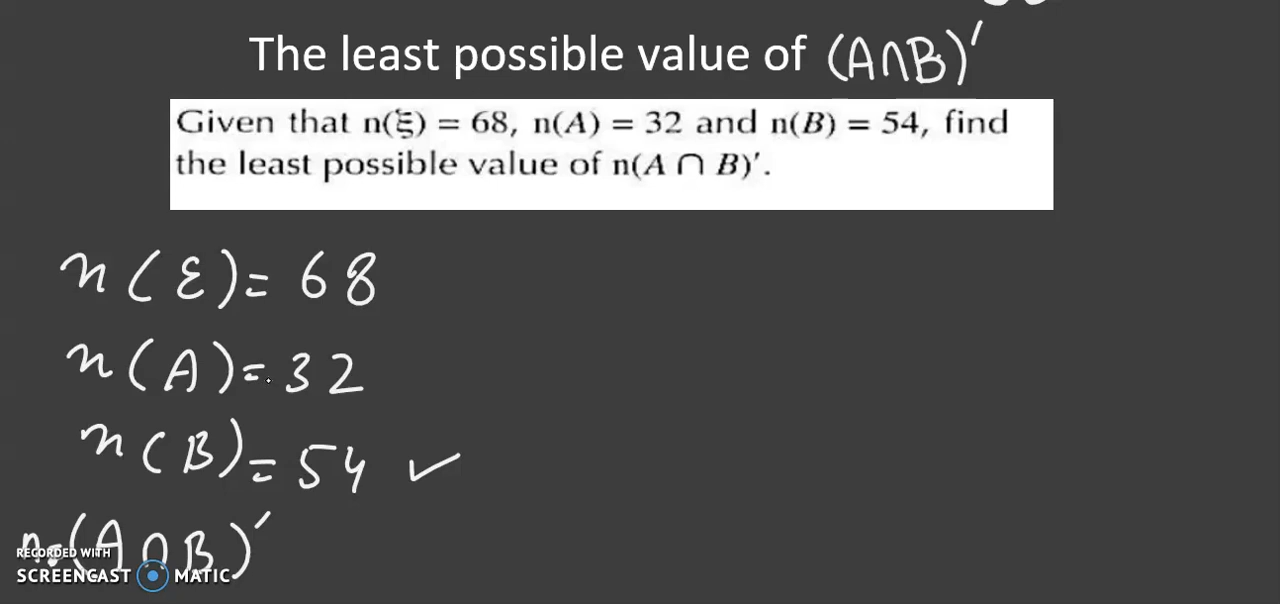 The least possible value of (A∩B)′
Given that n(ξ) = 68, n(A) = 32 and n(B) = 54, find
the least possible value of n(A ∩ B)′.
n(ε)= 68
n(A)= 32
n(B)= 54 ✓
n(A∩B)′
RECORDED WITH
SCREENCAST MATIC